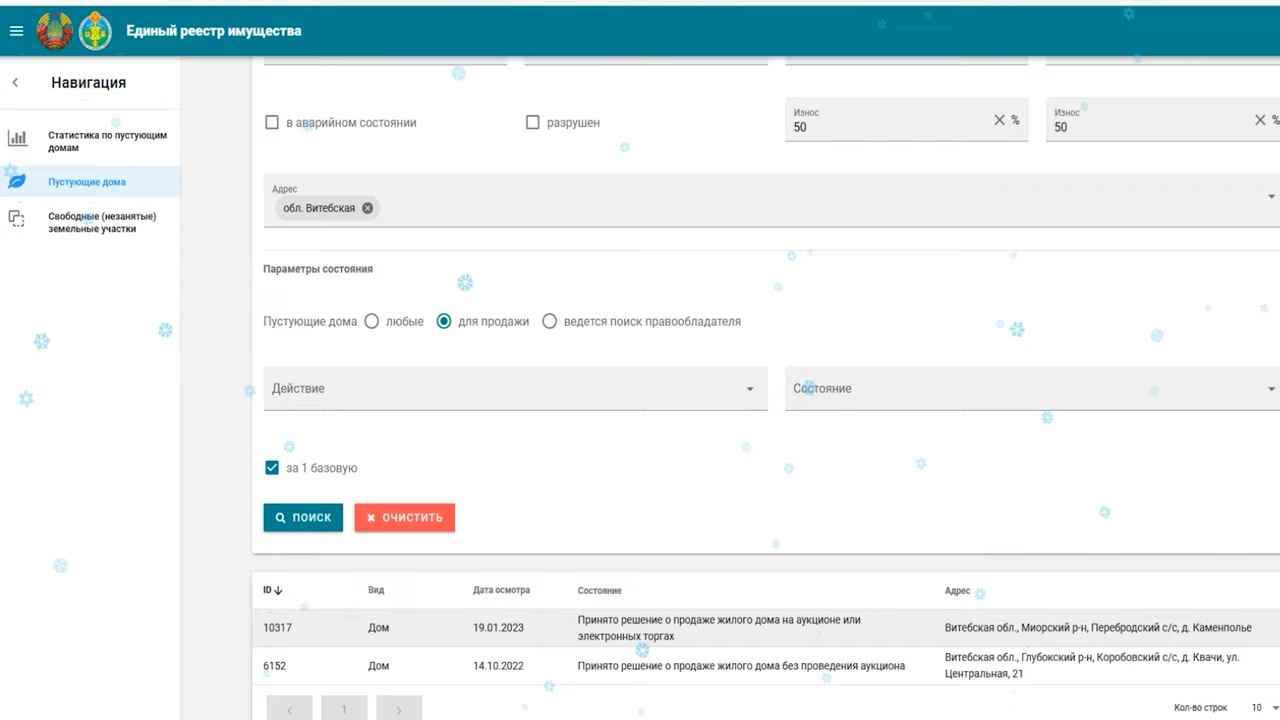 Единый реестр имущества
Навигация
Статистика по пустующим
домам
Пустующие дома
Свободные (незанятые)
земельные участки
в аварийном состоянии
разрушен
Износ
50
%
Износ
50
%
Адрес
обл. Витебская
Параметры состояния
Пустующие дома
любые
для продажи
ведется поиск правообладателя
Действие
Состояние
за 1 базовую
ПОИСК
ОЧИСТИТЬ
ID
Вид
Дата осмотра
Состояние
Адрес
10317
Дом
19.01.2023
Принято решение о продаже жилого дома на аукционе или
электронных торгах
Витебская обл., Миорский р-н, Перебродский с/с, д. Каменполье
6152
Дом
14.10.2022
Принято решение о продаже жилого дома без проведения аукциона
Витебская обл., Глубокский р-н, Коробовский с/с, д. Квачи, ул.
Центральная, 21
1
Кол-во строк
10